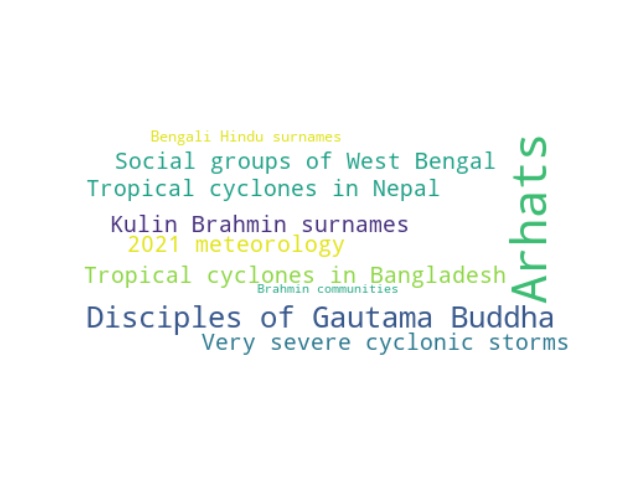 Bengali Hindu surnames
Social groups of West Bengal
Tropical cyclones in Nepal
Kulin Brahmin surnames
2021 meteorology
Tropical cyclones in Bangladesh
Brahmin communities
Disciples of Gautama Buddha
Very severe cyclonic storms
Arhats